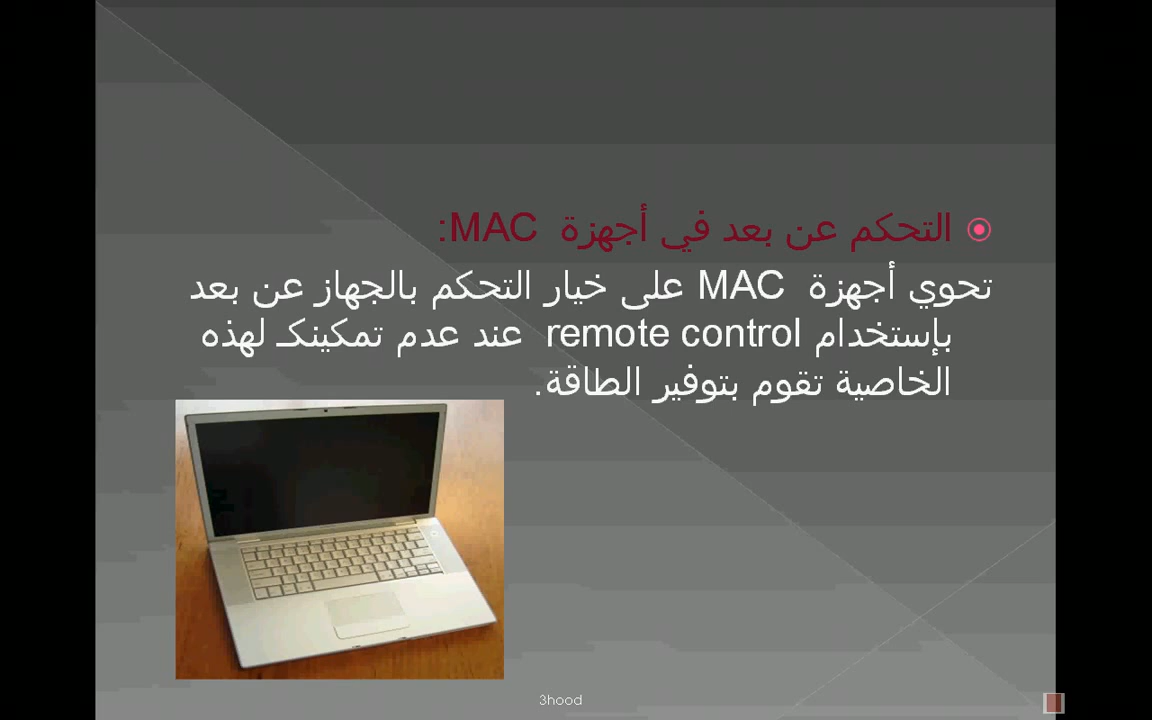 التحكم عن بعد في أجهزة MAC:
تحوي أجهزة MAC على خيار التحكم بالجهاز عن بعد
بإستخدام remote control عند عدم تمكينكـ لهذه
الخاصية تقوم بتوفير الطاقة.
3hood